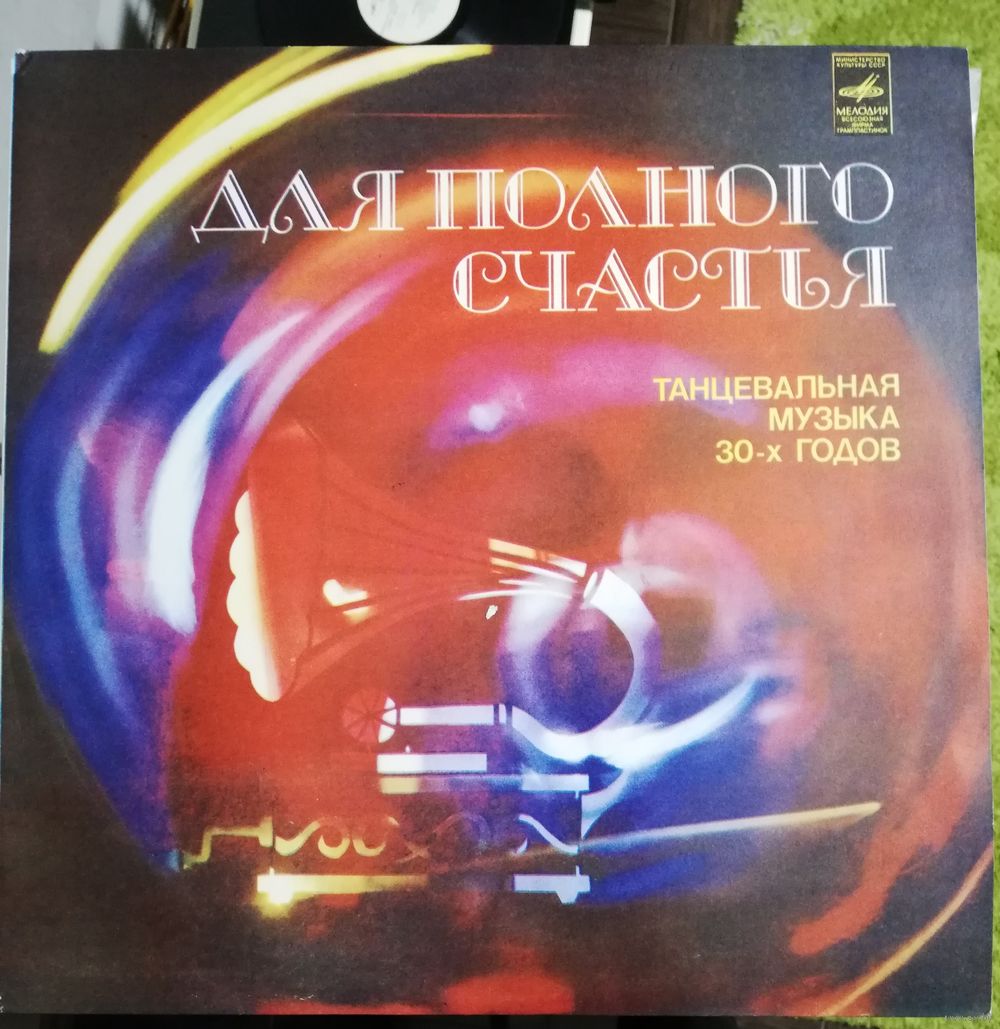 МИНИСТЕРСТВО
КУЛЬТУРЫ СССР
МЕЛОДИЯ
ВСЕСОЮЗНАЯ
ФИРМА
ГРАМПЛАСТИНОК
ДЛЯ ПОЛНОГО
СЧАСТЬЯ
ТАНЦЕВАЛЬНАЯ
МУЗЫКА
30-х ГОДОВ